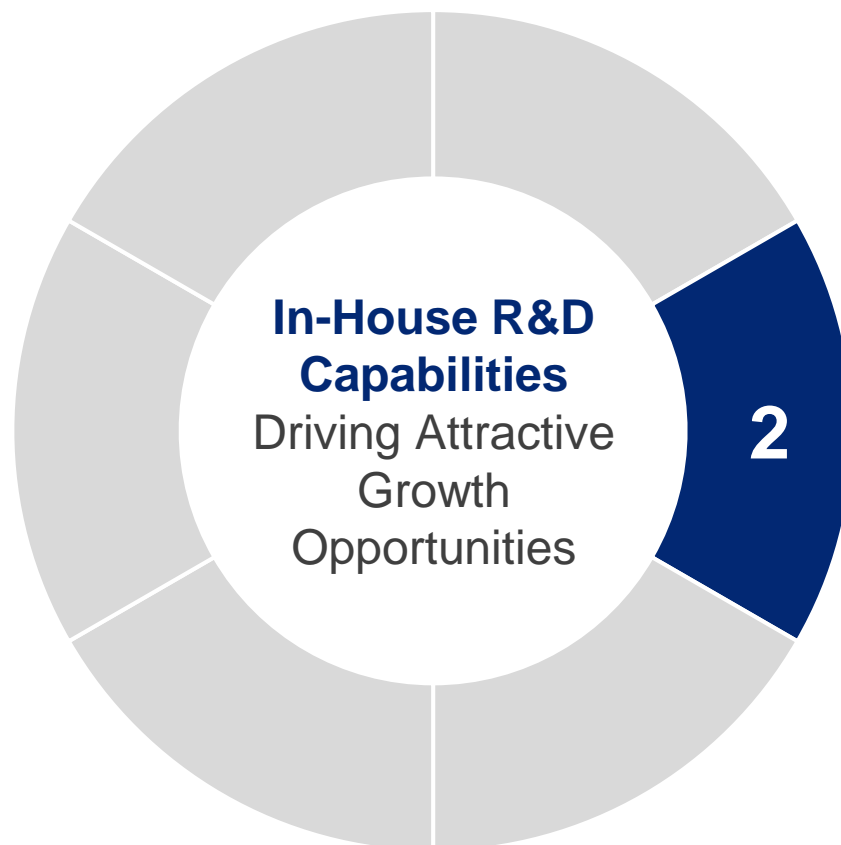 In-House R&D
Capabilities
Driving Attractive
Growth
Opportunities
2